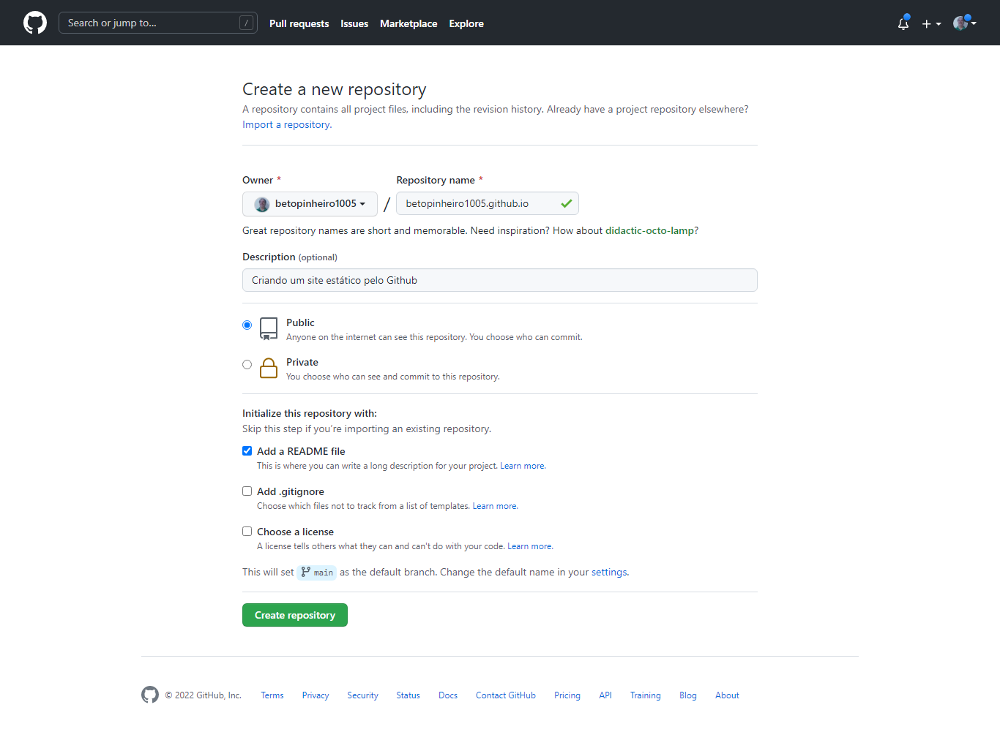 Search or jump to... /
Pull requests Issues Marketplace Explore
Create a new repository
A repository contains all project files, including the revision history. Already have a project repository elsewhere?
Import a repository.
Owner * Repository name *
betopinheiro1005 / betopinheiro1005.github.io
Great repository names are short and memorable. Need inspiration? How about didactic-octo-lamp?
Description (optional)
Criando um site estático pelo Github
Public
Anyone on the internet can see this repository. You choose who can commit.
Private
You choose who can see and commit to this repository.
Initialize this repository with:
Skip this step if you’re importing an existing repository.
Add a README file
This is where you can write a long description for your project. Learn more.
Add .gitignore
Choose which files not to track from a list of templates. Learn more.
Choose a license
A license tells others what they can and can't do with your code. Learn more.
This will set main as the default branch. Change the default name in your settings.
Create repository
© 2022 GitHub, Inc. Terms Privacy Security Status Docs Contact GitHub Pricing API Training Blog About